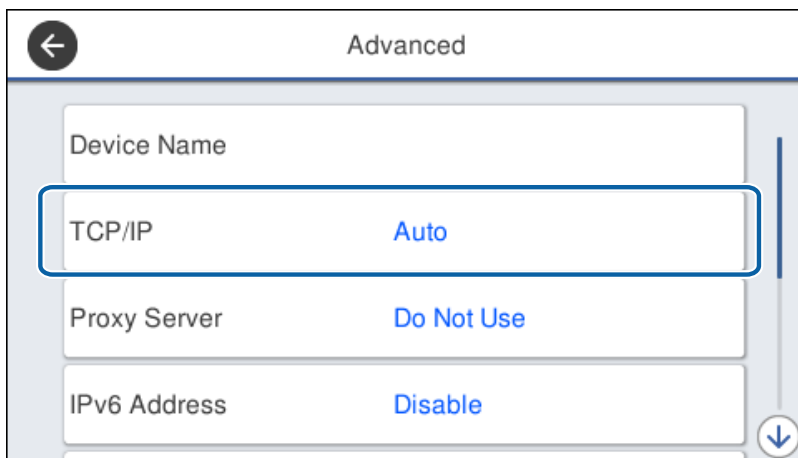 Advanced
Device Name
TCP/IP Auto
Proxy Server Do Not Use
IPv6 Address Disable